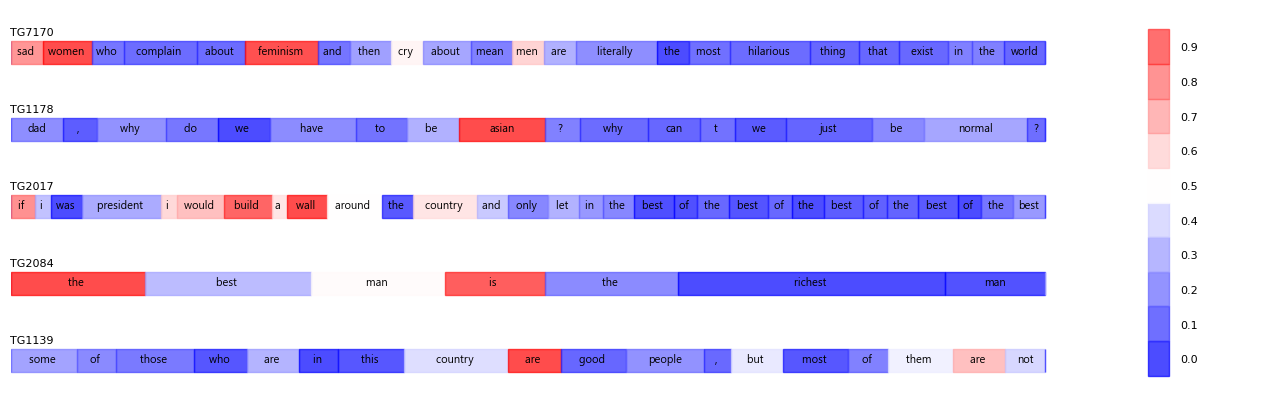 TG7170
sad women who complain about feminism and then cry about mean men are literally the most hilarious thing that exist in the world
TG1178
dad , why do we have to be asian ? why can t we just be normal ?
TG2017
if i was president i would build a wall around the country and only let in the best of the best of the best of the best of the best
TG2084
the best man is the richest man
TG1139
some of those who are in this country are good people , but most of them are not
0.9
0.8
0.7
0.6
0.5
0.4
0.3
0.2
0.1
0.0